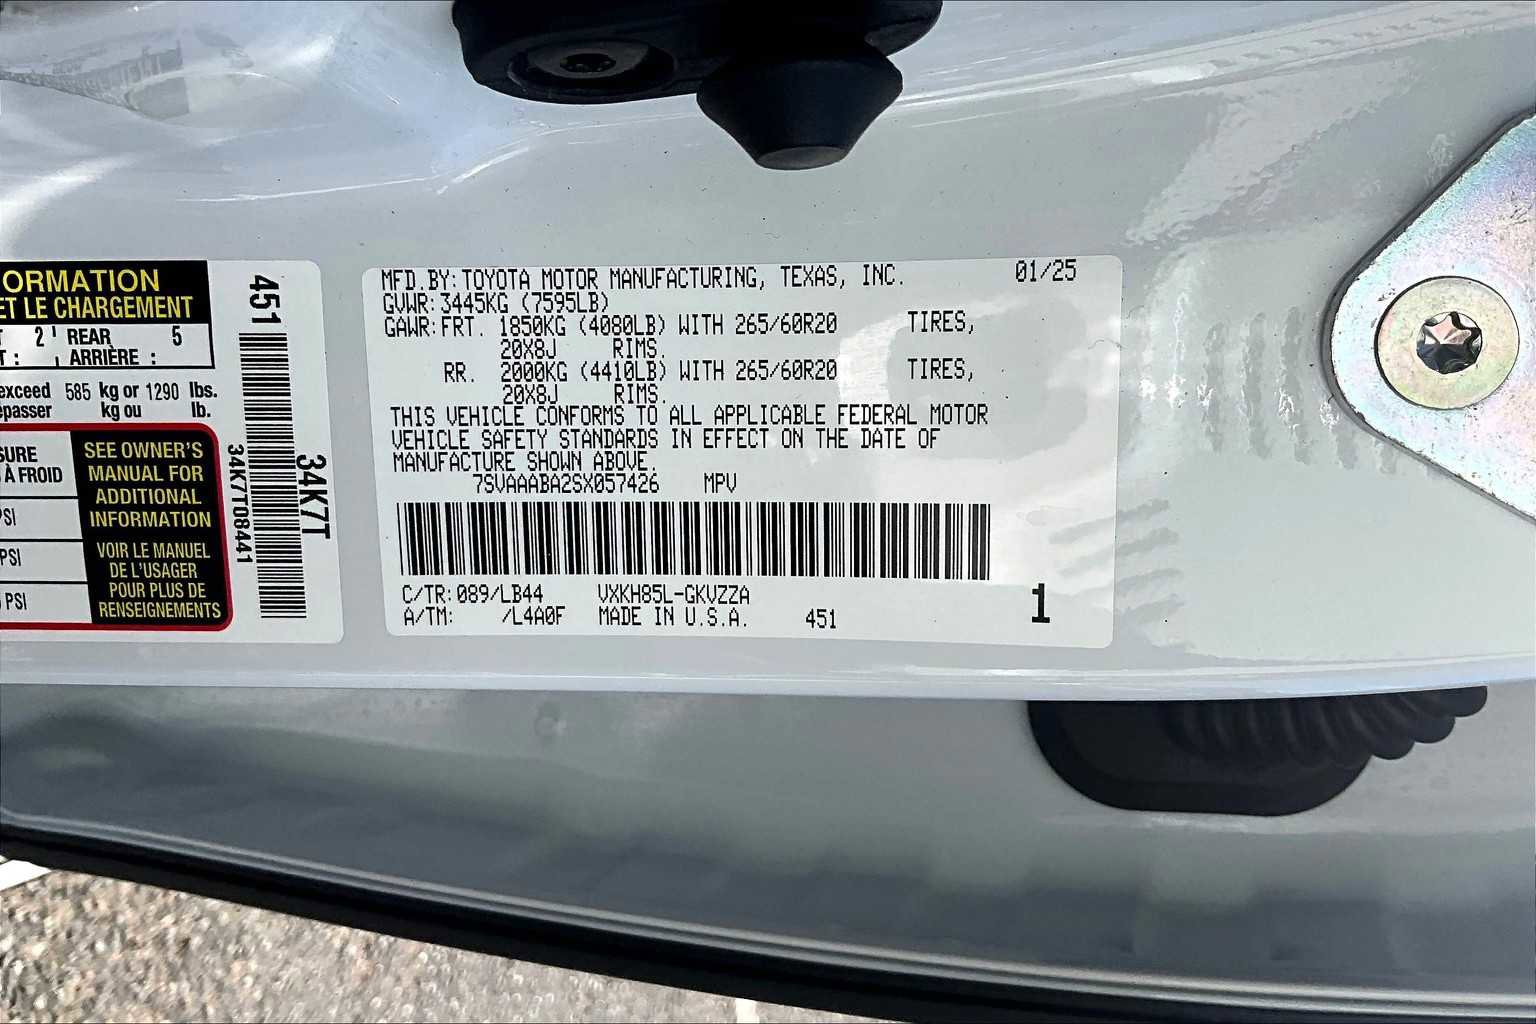 ORMATION
ET LE CHARGEMENT
2 REAR 5
ARRIÈRE :
exceed 585 kg or 1290 lbs.
kg ou lb.
À FROID
SEE OWNER'S
MANUAL FOR
ADDITIONAL
INFORMATION
VOIR LE MANUEL
DE L'USAGER
POUR PLUS DE
RENSEIGNEMENTS
PSI
PSI
PSI
451
34K7T08441
34K7T
MFD.BY:TOYOTA MOTOR MANUFACTURING, TEXAS, INC. 01/25
GVWR:3445KG (7595LB)
GAWR:FRT. 1850KG (4080LB) WITH 265/60R20 TIRES,
20X8J RIMS.
RR. 2000KG (4410LB) WITH 265/60R20 TIRES,
20X8J RIMS.
THIS VEHICLE CONFORMS TO ALL APPLICABLE FEDERAL MOTOR
VEHICLE SAFETY STANDARDS IN EFFECT ON THE DATE OF
MANUFACTURE SHOWN ABOVE.
7SVAAABA2SX057426 MPV
C/TR:089/LB44 VXKH85L-GKVZZA
A/TM: /L4A0F MADE IN U.S.A. 451 1